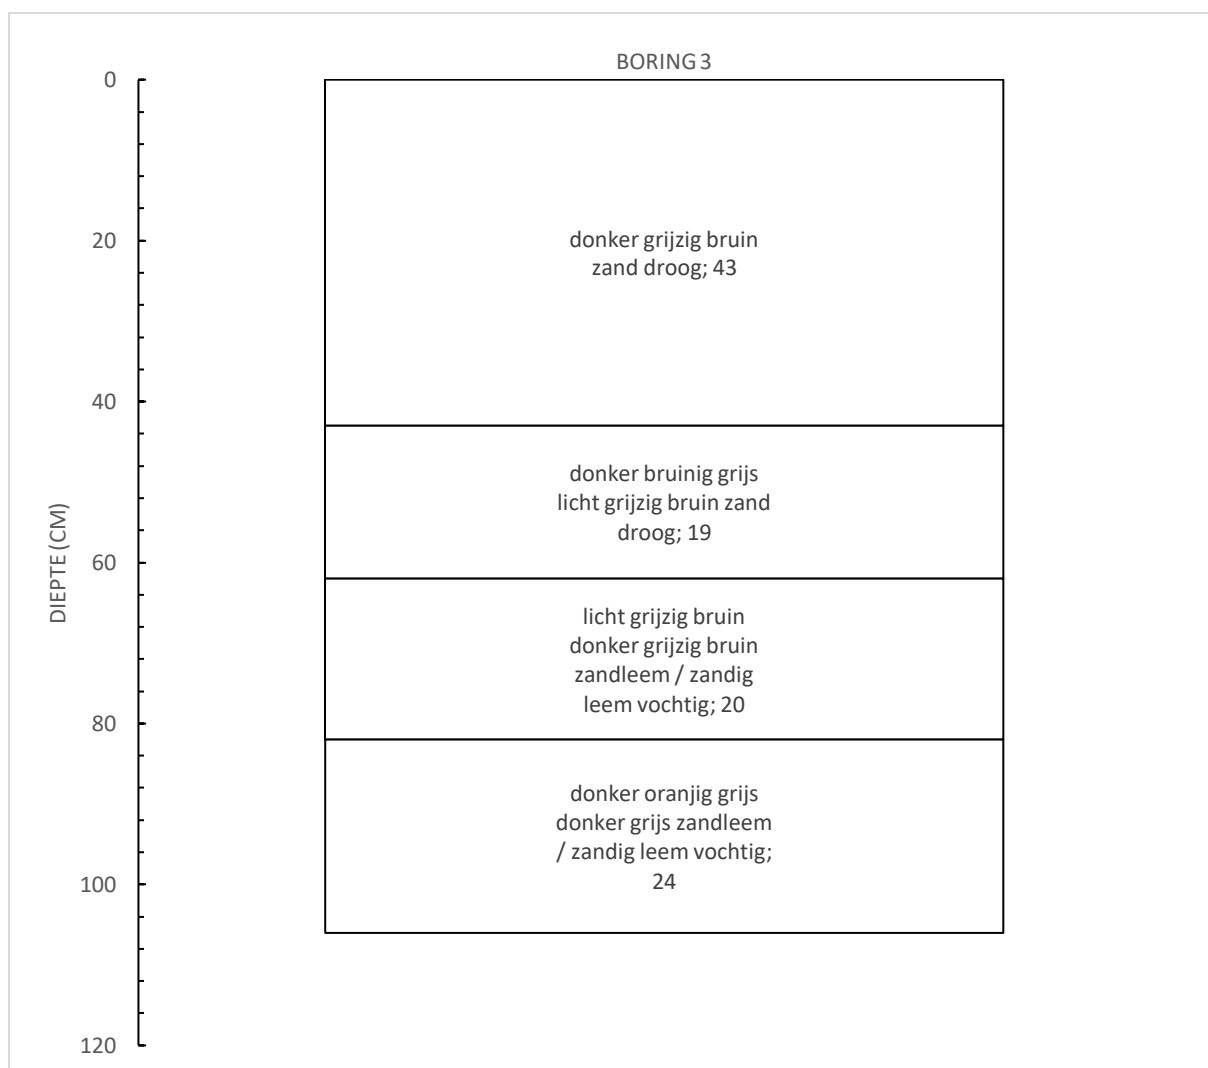 BORING 3
0
20
40
60
80
100
120
DIEPTE (CM)
donker grijzig bruin
zand droog; 43
donker bruinig grijs
licht grijzig bruin zand
droog; 19
licht grijzig bruin
donker grijzig bruin
zandleem / zandig
leem vochtig; 20
donker oranjig grijs
donker grijs zandleem
/ zandig leem vochtig;
24